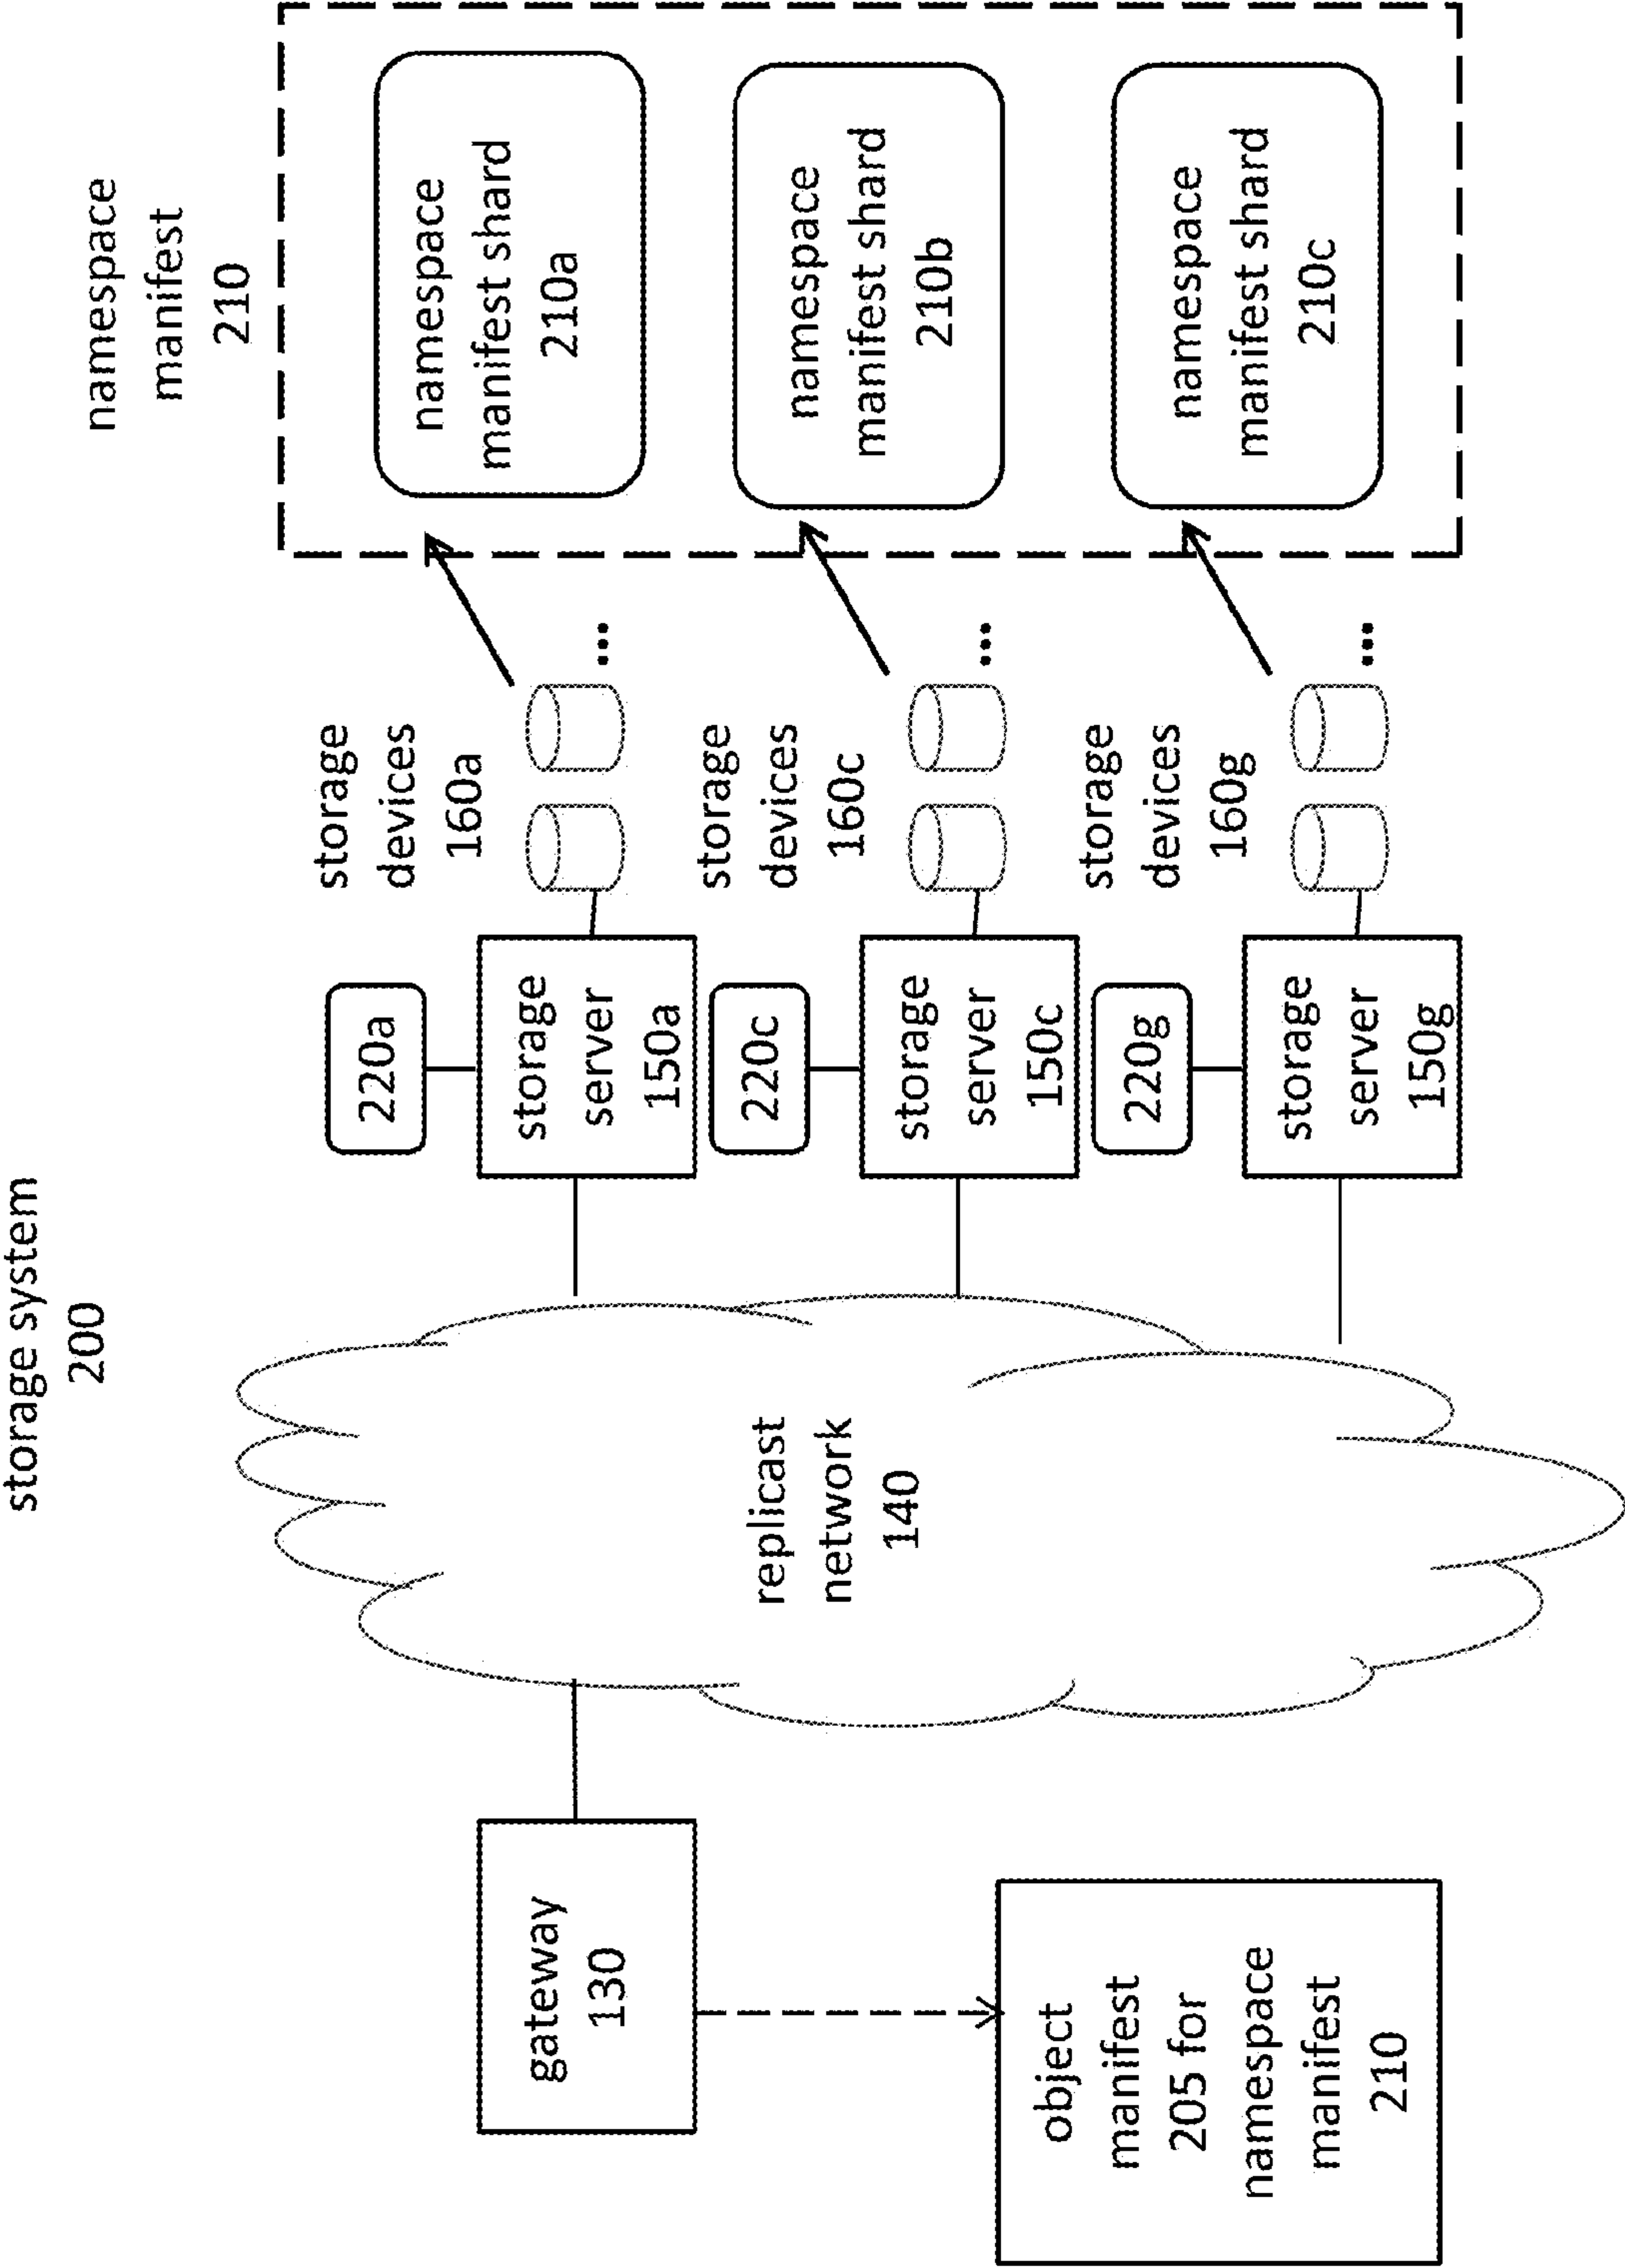 storage system
200
gateway
130
object
manifest
205 for
namespace
manifest
210
replicast
network
140
220a
storage
server
150a
220c
storage
server
150c
220g
storage
server
150g
storage
devices
160a
...
storage
devices
160c
...
storage
devices
160g
...
namespace
manifest
210
namespace
manifest shard
210a
namespace
manifest shard
210b
namespace
manifest shard
210c